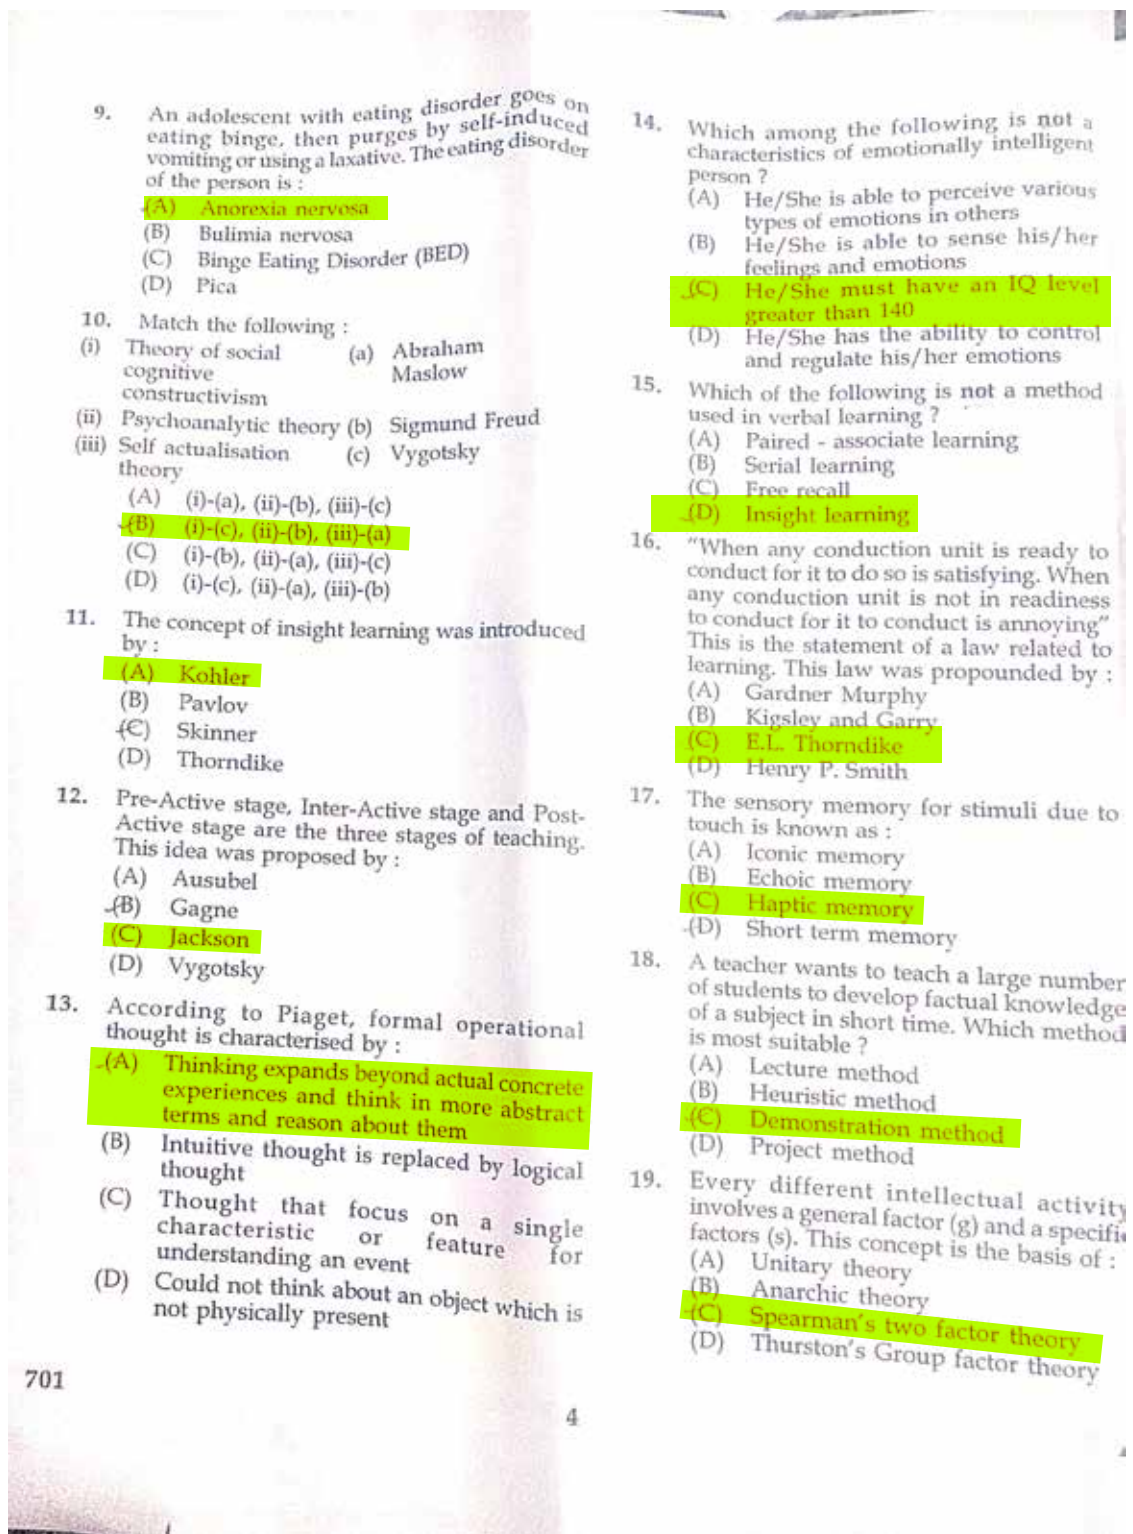 9. An adolescent with eating disorder goes on
eating binge, then purges by self-induced
vomiting or using a laxative. The eating disorder
of the person is :
(A) Anorexia nervosa
(B) Bulimia nervosa
(C) Binge Eating Disorder (BED)
(D) Pica
10. Match the following :
(i) Theory of social (a) Abraham
cognitive Maslow
constructivism
(ii) Psychoanalytic theory (b) Sigmund Freud
(iii) Self actualisation (c) Vygotsky
theory
(A) (i)-(a), (ii)-(b), (iii)-(c)
(B) (i)-(c), (ii)-(b), (iii)-(a)
(C) (i)-(b), (ii)-(a), (iii)-(c)
(D) (i)-(c), (ii)-(a), (iii)-(b)
11. The concept of insight learning was introduced
by :
(A) Kohler
(B) Pavlov
(C) Skinner
(D) Thorndike
12. Pre-Active stage, Inter-Active stage and Post-
Active stage are the three stages of teaching.
This idea was proposed by :
(A) Ausubel
(B) Gagne
(C) Jackson
(D) Vygotsky
13. According to Piaget, formal operational
thought is characterised by :
(A) Thinking expands beyond actual concrete
experiences and think in more abstract
terms and reason about them
(B) Intuitive thought is replaced by logical
thought
(C) Thought that focus on a single
characteristic or feature for
understanding an event
(D) Could not think about an object which is
not physically present
14. Which among the following is not a
characteristics of emotionally intelligent
person ?
(A) He/She is able to perceive various
types of emotions in others
(B) He/She is able to sense his/her
feelings and emotions
(C) He/She must have an IQ level
greater than 140
(D) He/She has the ability to control
and regulate his/her emotions
15. Which of the following is not a method
used in verbal learning ?
(A) Paired - associate learning
(B) Serial learning
(C) Free recall
(D) Insight learning
16. "When any conduction unit is ready to
conduct for it to do so is satisfying. When
any conduction unit is not in readiness
to conduct for it to conduct is annoying"
This is the statement of a law related to
learning. This law was propounded by :
(A) Gardner Murphy
(B) Kigsley and Garry
(C) E.L. Thorndike
(D) Henry P. Smith
17. The sensory memory for stimuli due to
touch is known as :
(A) Iconic memory
(B) Echoic memory
(C) Haptic memory
(D) Short term memory
18. A teacher wants to teach a large number
of students to develop factual knowledge
of a subject in short time. Which method
is most suitable ?
(A) Lecture method
(B) Heuristic method
(C) Demonstration method
(D) Project method
19. Every different intellectual activity
involves a general factor (g) and a specific
factors (s). This concept is the basis of :
(A) Unitary theory
(B) Anarchic theory
(C) Spearman's two factor theory
(D) Thurston's Group factor theory
701
4